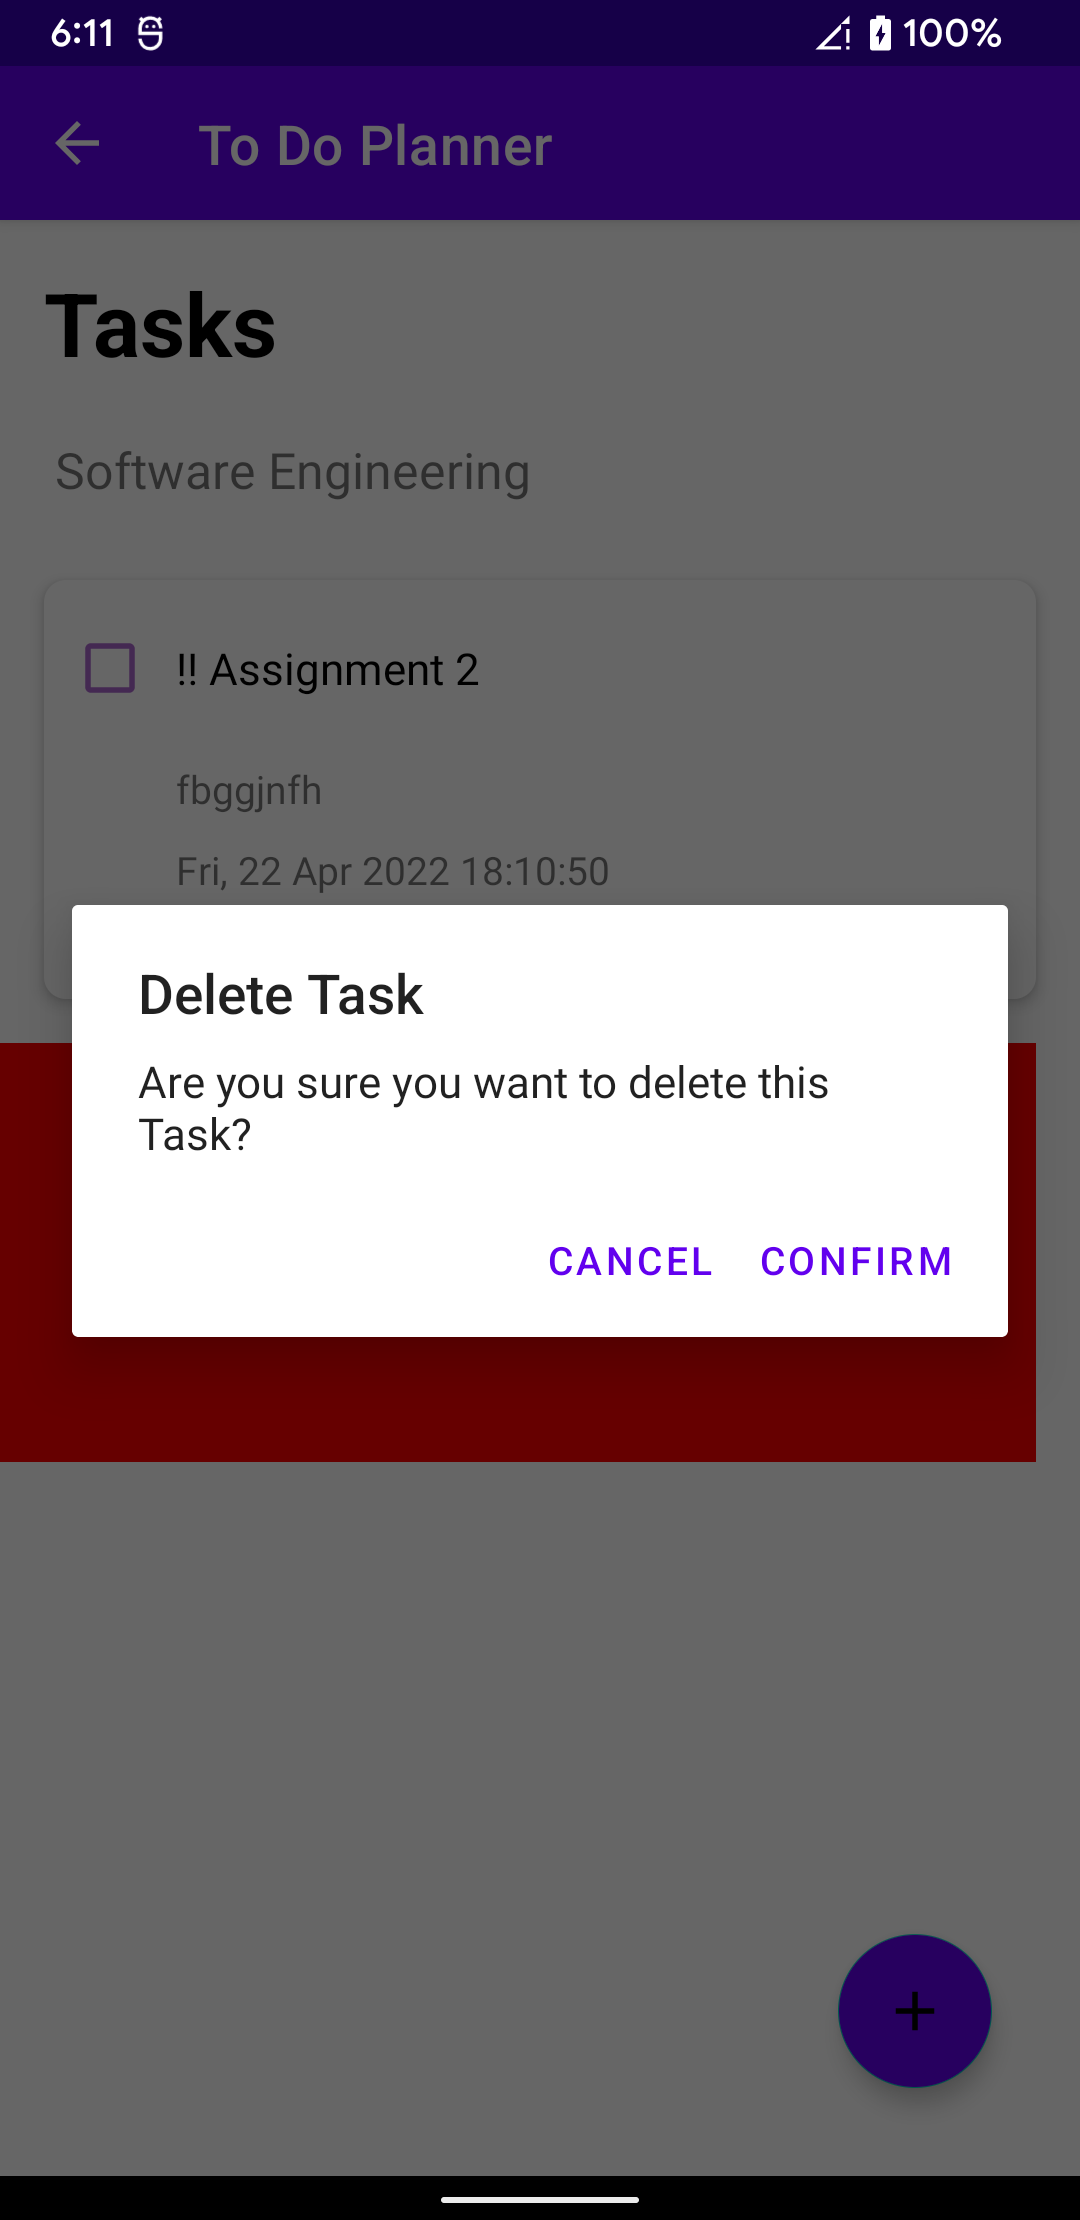 6:11 100%
To Do Planner
Tasks
Software Engineering
!! Assignment 2
fbggjnfh
Fri, 22 Apr 2022 18:10:50
Delete Task
Are you sure you want to delete this
Task?
CANCEL CONFIRM